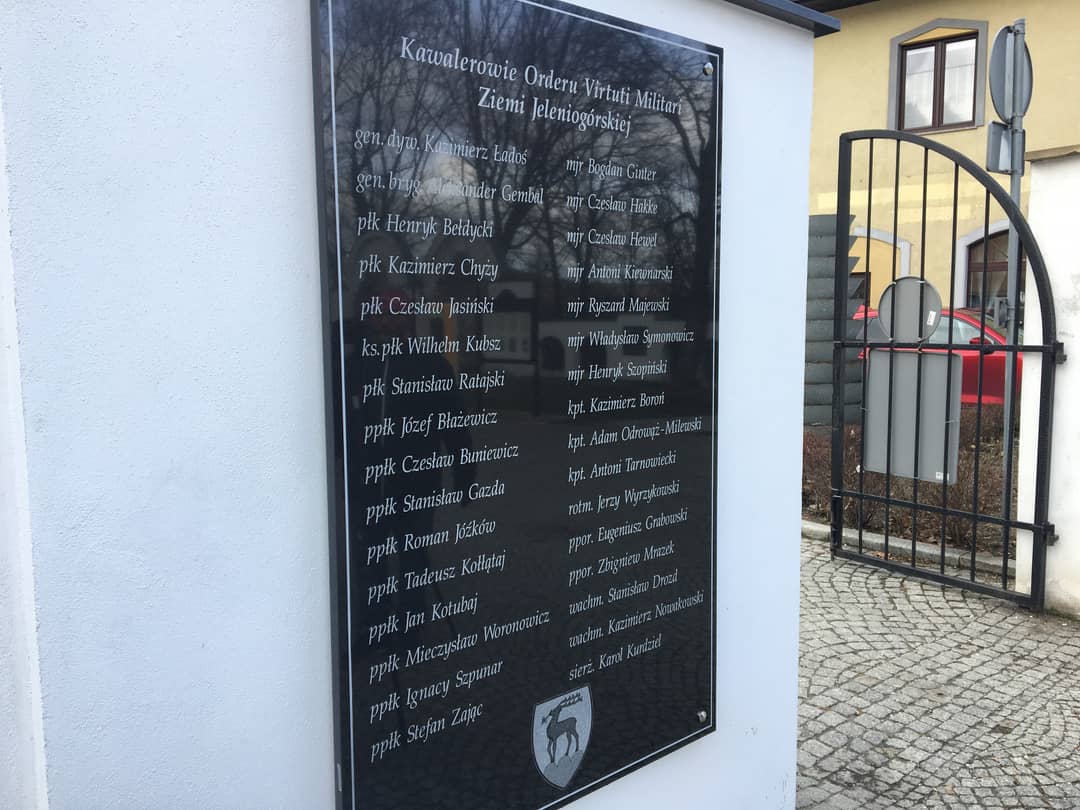 Kawalerowie Orderu Virtuti Militari
Ziemi Jeleniogórskiej
gen. dyw. Kazimierz Ładoś
gen. bryg. Aleksander Gembal
płk Henryk Bełdycki
płk Kazimierz Chyży
płk Czesław Jasiński
ks. płk Wilhelm Kubsz
płk Stanisław Ratajski
ppłk Józef Błażewicz
ppłk Czesław Buniewicz
ppłk Stanisław Gazda
ppłk Roman Jóźków
ppłk Tadeusz Kołłątaj
ppłk Jan Kotubaj
ppłk Mieczysław Woronowicz
ppłk Ignacy Szpunar
ppłk Stefan Zając
mjr Bogdan Ginter
mjr Czesław Hakke
mjr Czesław Hewel
mjr Antoni Kiewnarski
mjr Ryszard Majewski
mjr Władysław Symonowicz
mjr Henryk Szopiński
kpt. Kazimierz Boroń
kpt. Adam Odrowąż-Milewski
kpt. Antoni Tarnowiecki
rotm. Jerzy Wyrzykowski
ppor. Eugeniusz Grabowski
ppor. Zbigniew Mrazek
wachm. Stanisław Drozd
wachm. Kazimierz Nowakowski
sierż. Karol Kurdziel